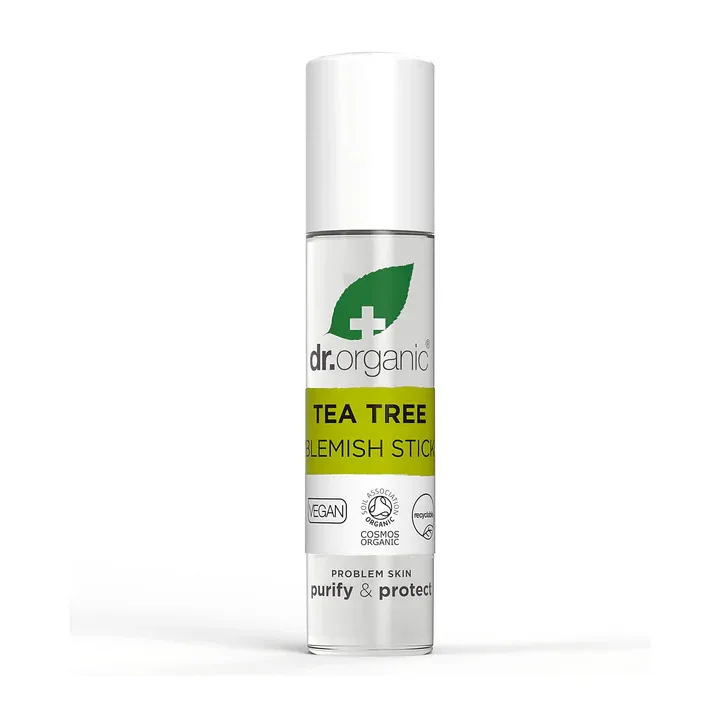 dr.organic®
TEA TREE
BLEMISH STICK
VEGAN
SOIL ASSOCIATION
ORGANIC
COSMOS
ORGANIC
recyclable
PROBLEM SKIN
purify & protect